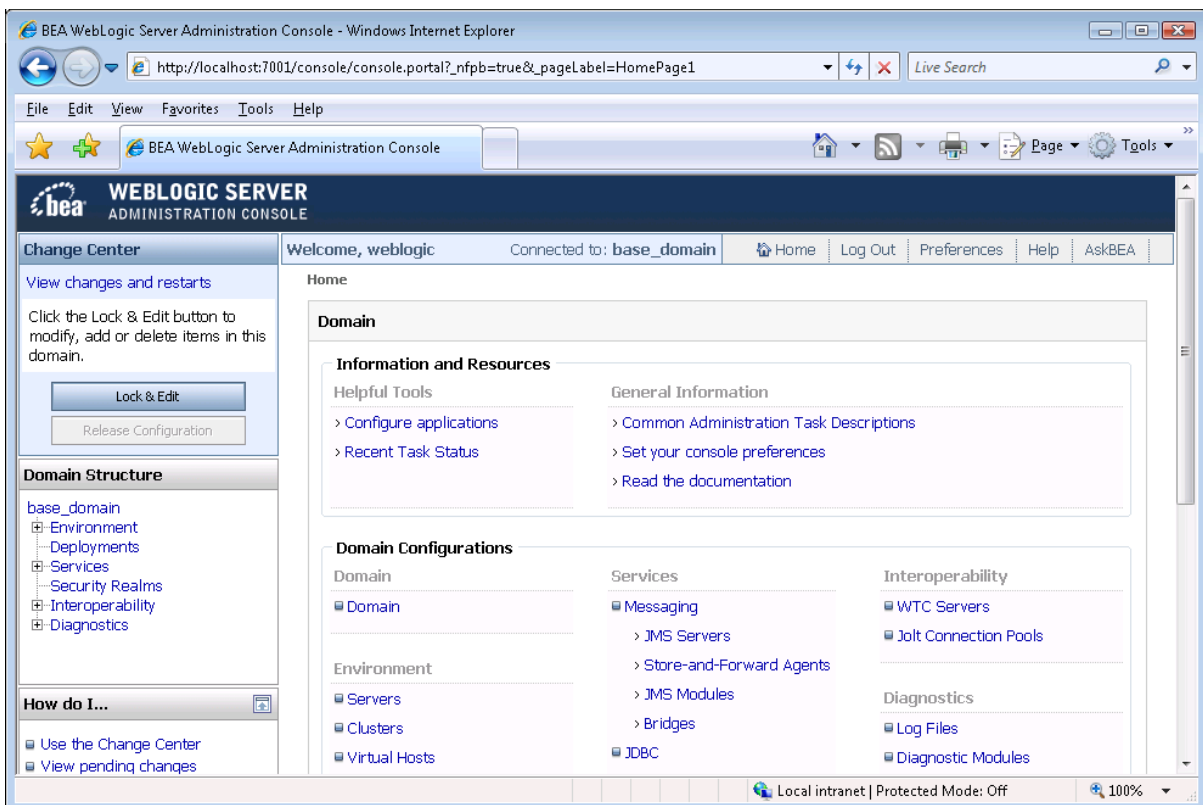 BEA WebLogic Server Administration Console - Windows Internet Explorer
http://localhost:7001/console/console.portal?_nfpb=true&_pageLabel=HomePage1
Live Search
File Edit View Favorites Tools Help
BEA WebLogic Server Administration Console
Page Tools
bea WEBLOGIC SERVER
ADMINISTRATION CONSOLE
Change Center
View changes and restarts
Click the Lock & Edit button to
modify, add or delete items in this
domain.
Lock & Edit
Release Configuration
Domain Structure
base_domain
Environment
Deployments
Services
Security Realms
Interoperability
Diagnostics
How do I...
Use the Change Center
View pending changes
Welcome, weblogic Connected to: base_domain Home Log Out Preferences Help AskBEA
Home
Domain
Information and Resources
Helpful Tools
> Configure applications
> Recent Task Status
General Information
> Common Administration Task Descriptions
> Set your console preferences
> Read the documentation
Domain Configurations
Domain
Domain
Environment
Servers
Clusters
Virtual Hosts
Services
Messaging
> JMS Servers
> Store-and-Forward Agents
> JMS Modules
> Bridges
JDBC
Interoperability
WTC Servers
Jolt Connection Pools
Diagnostics
Log Files
Diagnostic Modules
Local intranet | Protected Mode: Off 100%